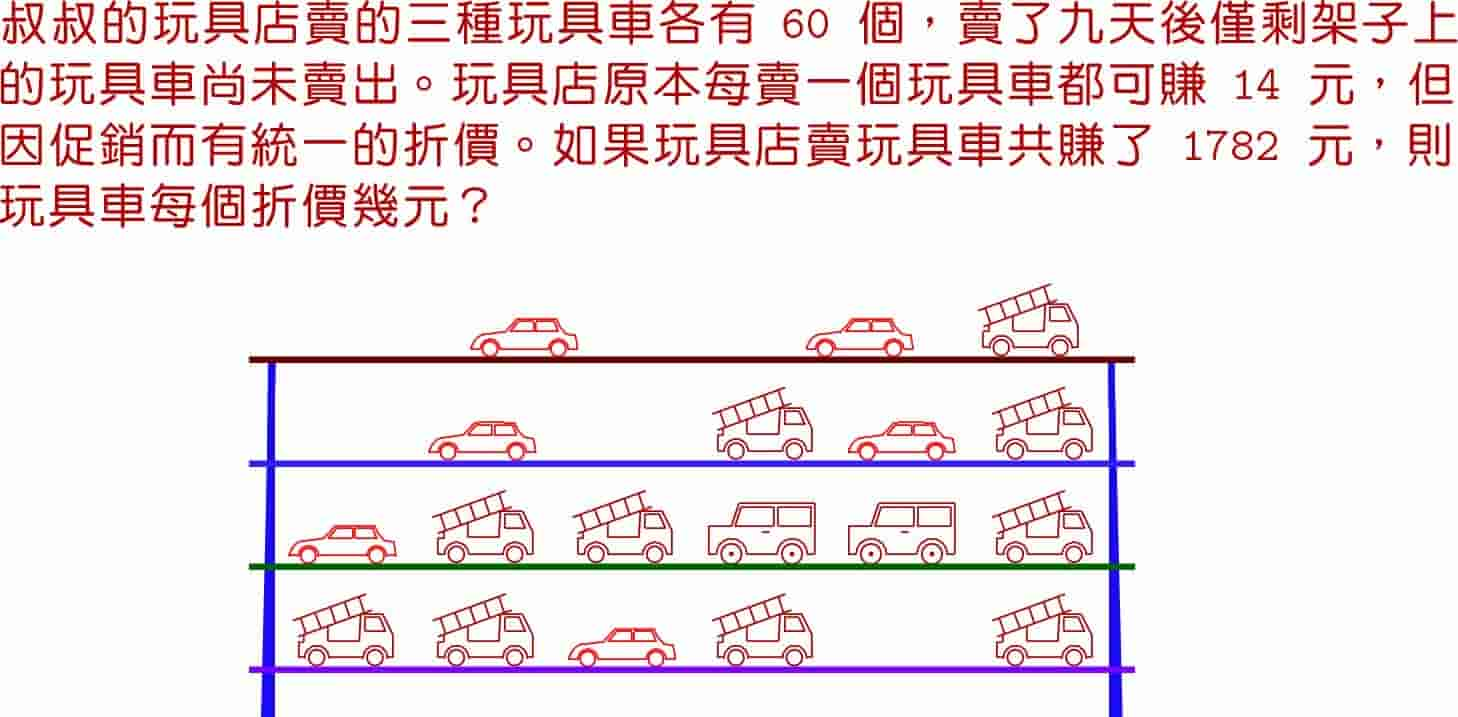 叔叔的玩具店賣的三種玩具車各有 60 個，賣了九天後僅剩架子上
的玩具車尚未賣出。玩具店原本每賣一個玩具車都可賺 14 元，但
因促銷而有統一的折價。如果玩具店賣玩具車共賺了 1782 元，則
玩具車每個折價幾元？